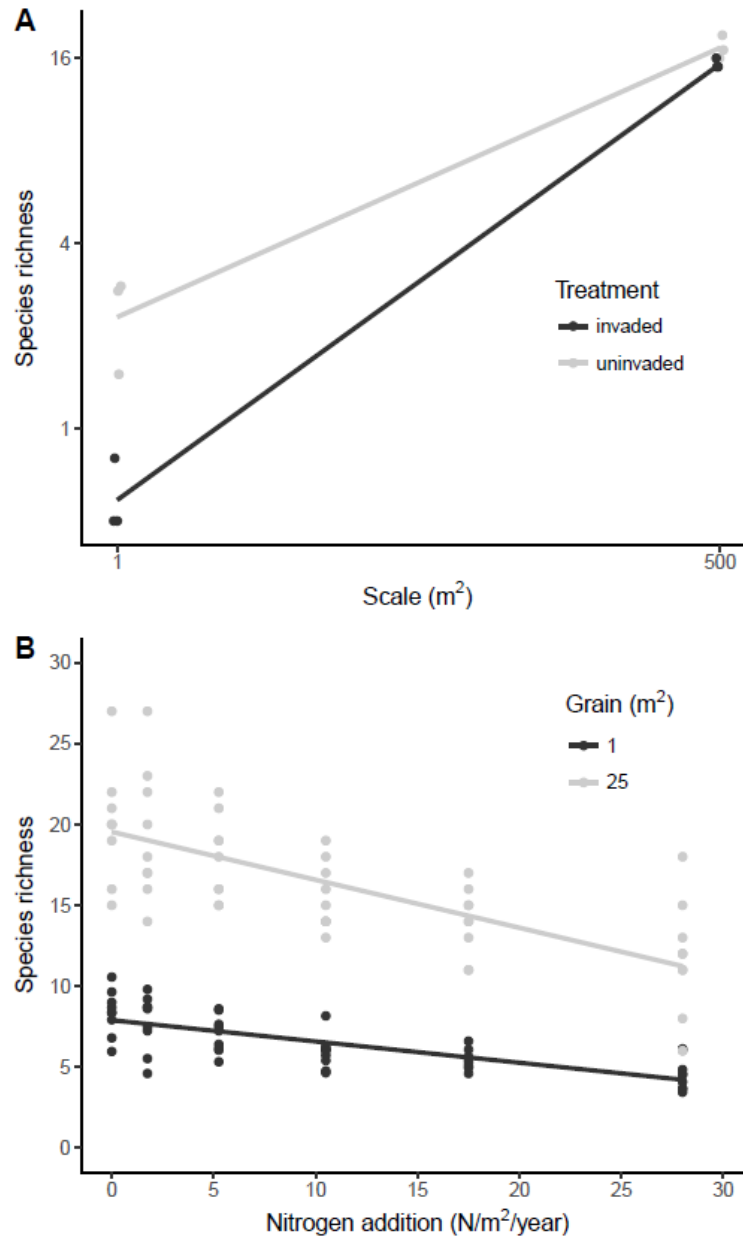 A
16
4
1
Species richness
Treatment
invaded
uninvaded
1
500
Scale (m²)
B
30
25
20
15
10
5
0
Species richness
Grain (m²)
1
25
0
5
10
15
20
25
30
Nitrogen addition (N/m²/year)